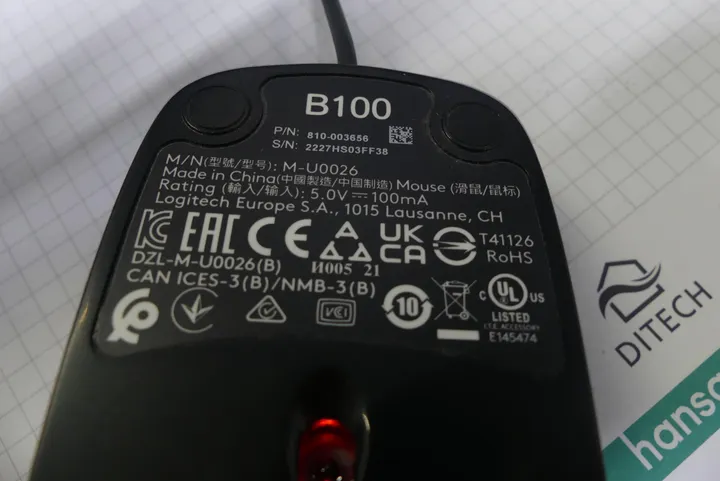 B100
P/N: 810-003656
S/N: 2227HS03FF38
M/N(型號/型号): M-U0026
Made in China(中國製造/中国制造) Mouse (滑鼠/鼠标)
Rating (輸入/输入): 5.0V⎓100mA
Logitech Europe S.A., 1015 Lausanne, CH
EAC CE UK CA T41126 RoHS
DZL-M-U0026(B) И005 21
CAN ICES-3(B)/NMB-3(B)
VCI 10 c UL US
LISTED
I.T.E. ACCESSORY
E145474
DITECH
hansa